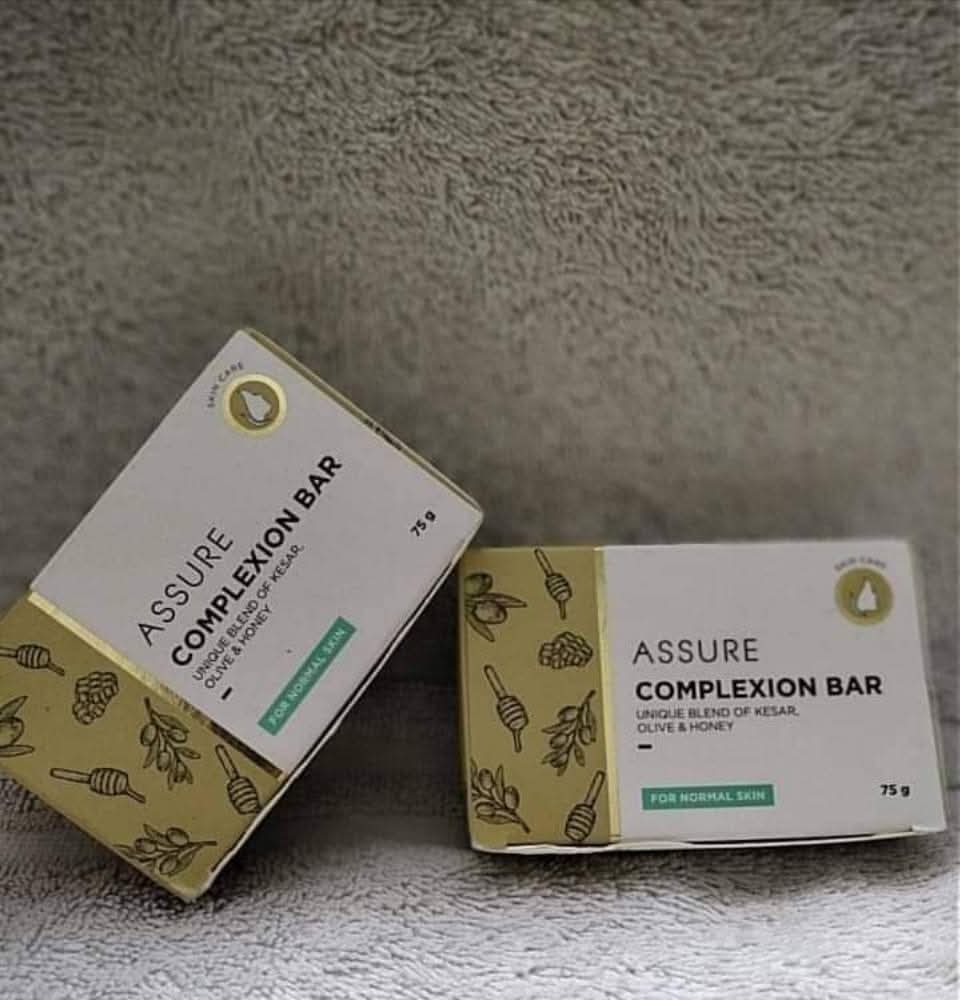 SKIN CARE
ASSURE
COMPLEXION BAR
UNIQUE BLEND OF KESAR,
OLIVE & HONEY
FOR NORMAL SKIN
75 g
SKIN CARE
ASSURE
COMPLEXION BAR
UNIQUE BLEND OF KESAR,
OLIVE & HONEY
FOR NORMAL SKIN
75 g